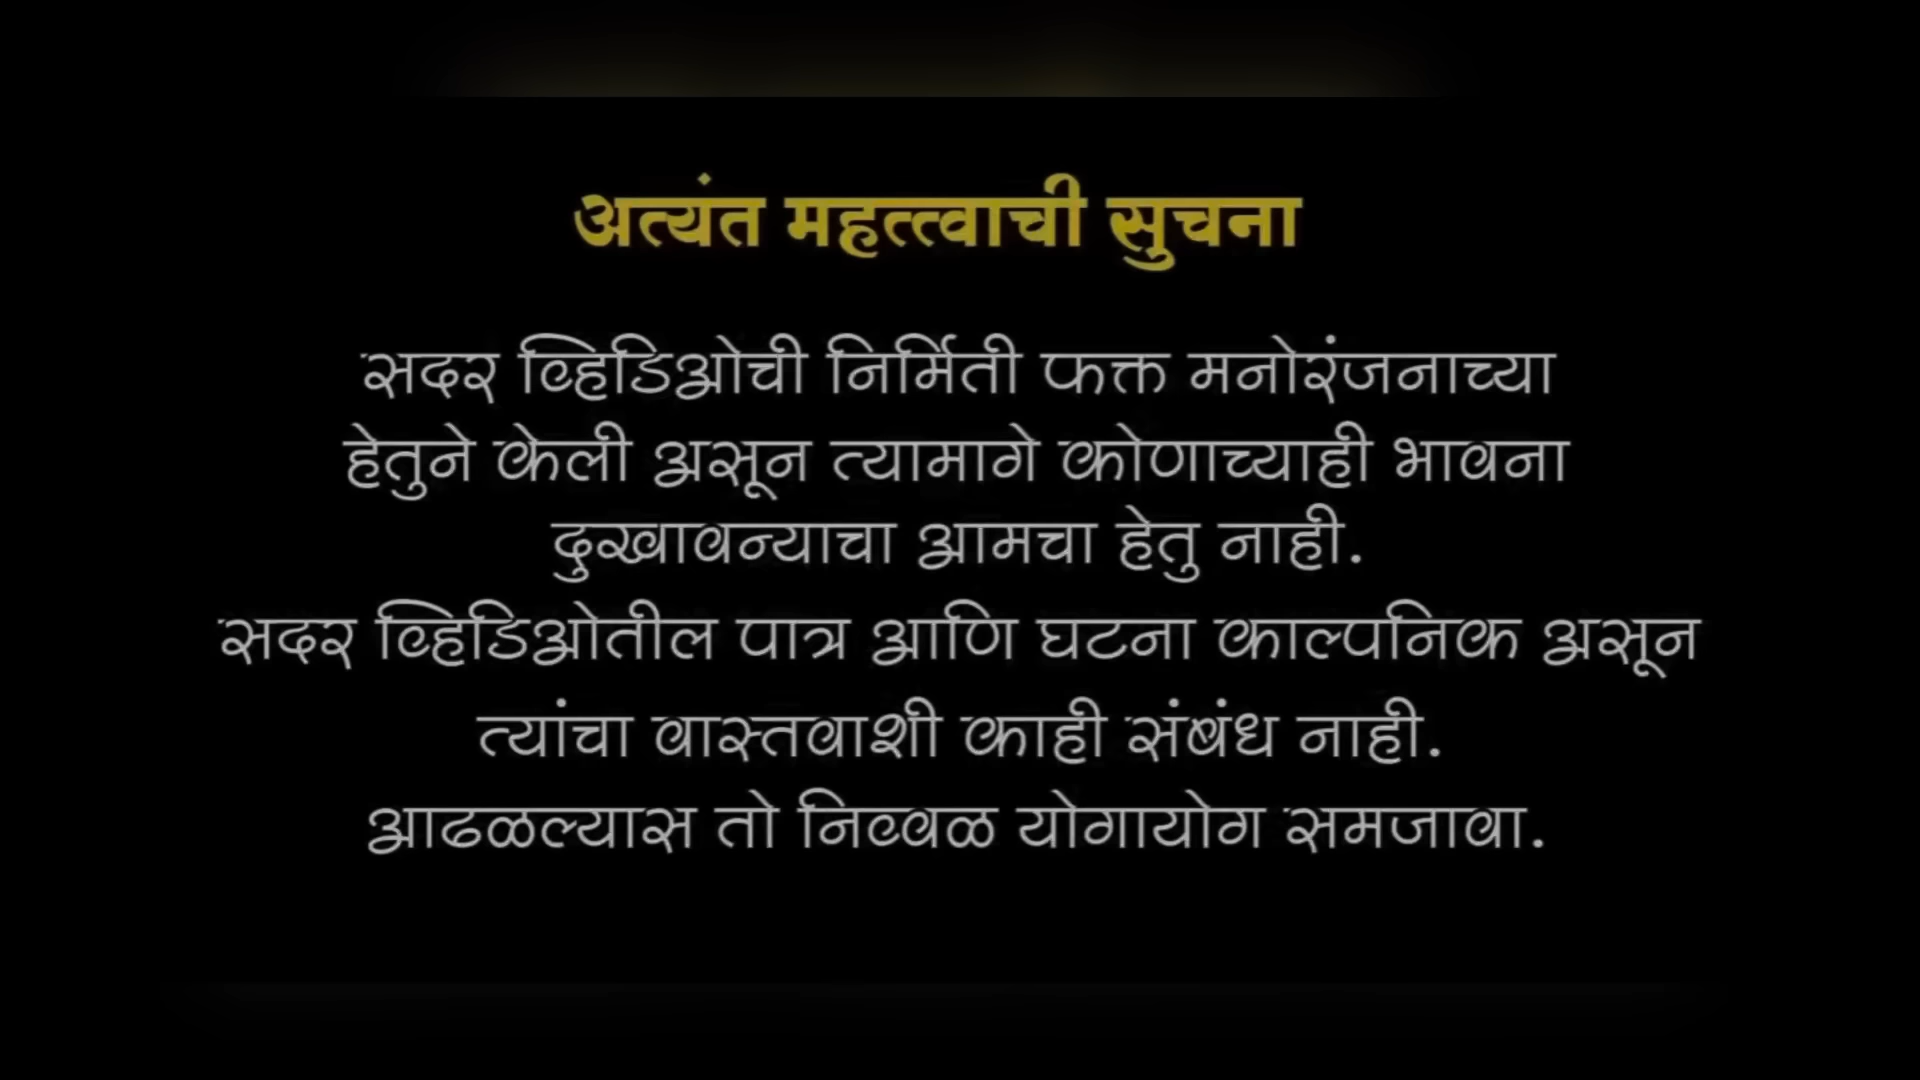 अत्यंत महत्त्वाची सुचना
सदर व्हिडिओची निर्मिती फक्त मनोरंजनाच्या
हेतुने केली असून त्यामागे कोणाच्याही भावना
दुखावन्याचा आमचा हेतु नाही.
सदर व्हिडिओतील पात्र आणि घटना काल्पनिक असून
त्यांचा वास्तवाशी काही संबंध नाही.
आढळल्यास तो निव्वळ योगायोग समजावा.